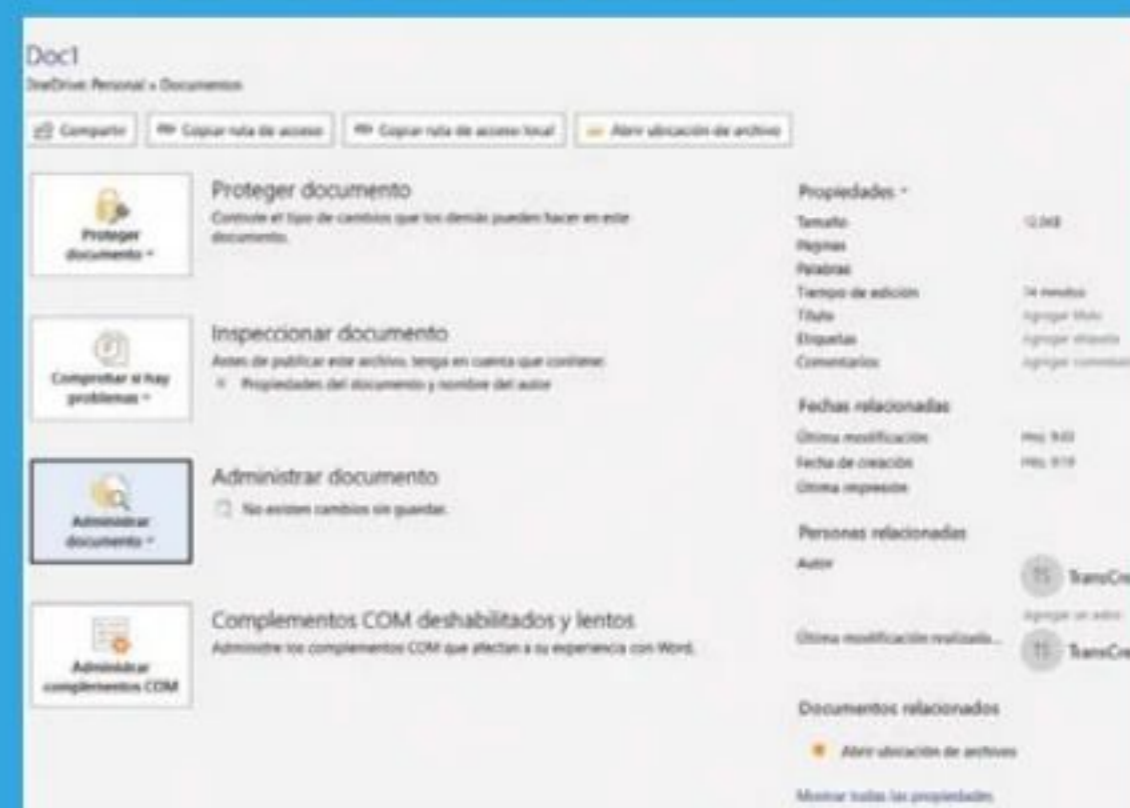 Doc1
OneDrive: Personal » Documentos
Compartir
Copiar ruta de acceso
Copiar ruta de acceso local
Abrir ubicación de archivo
Proteger documento
Proteger documento
Controle el tipo de cambios que los demás pueden hacer en este
documento.
Comprobar si hay
problemas
Inspeccionar documento
Antes de publicar este archivo, tenga en cuenta que contiene:
Propiedades del documento y nombre del autor
Administrar
documento
Administrar documento
No existen cambios sin guardar.
Administrar
complementos COM
Complementos COM deshabilitados y lentos
Administre los complementos COM que afectan a su experiencia con Word.
Propiedades
Tamaño
Páginas
Palabras
Tiempo de edición
Título
Agregar título
Etiquetas
Agregar etiqueta
Comentarios
Fechas relacionadas
Última modificación
Fecha de creación
Última impresión
Personas relacionadas
Autor
TS TransCre
Agregar un autor
Última modificación realizada...
TS TransCre
Documentos relacionados
Abrir ubicación de archivos
Mostrar todas las propiedades